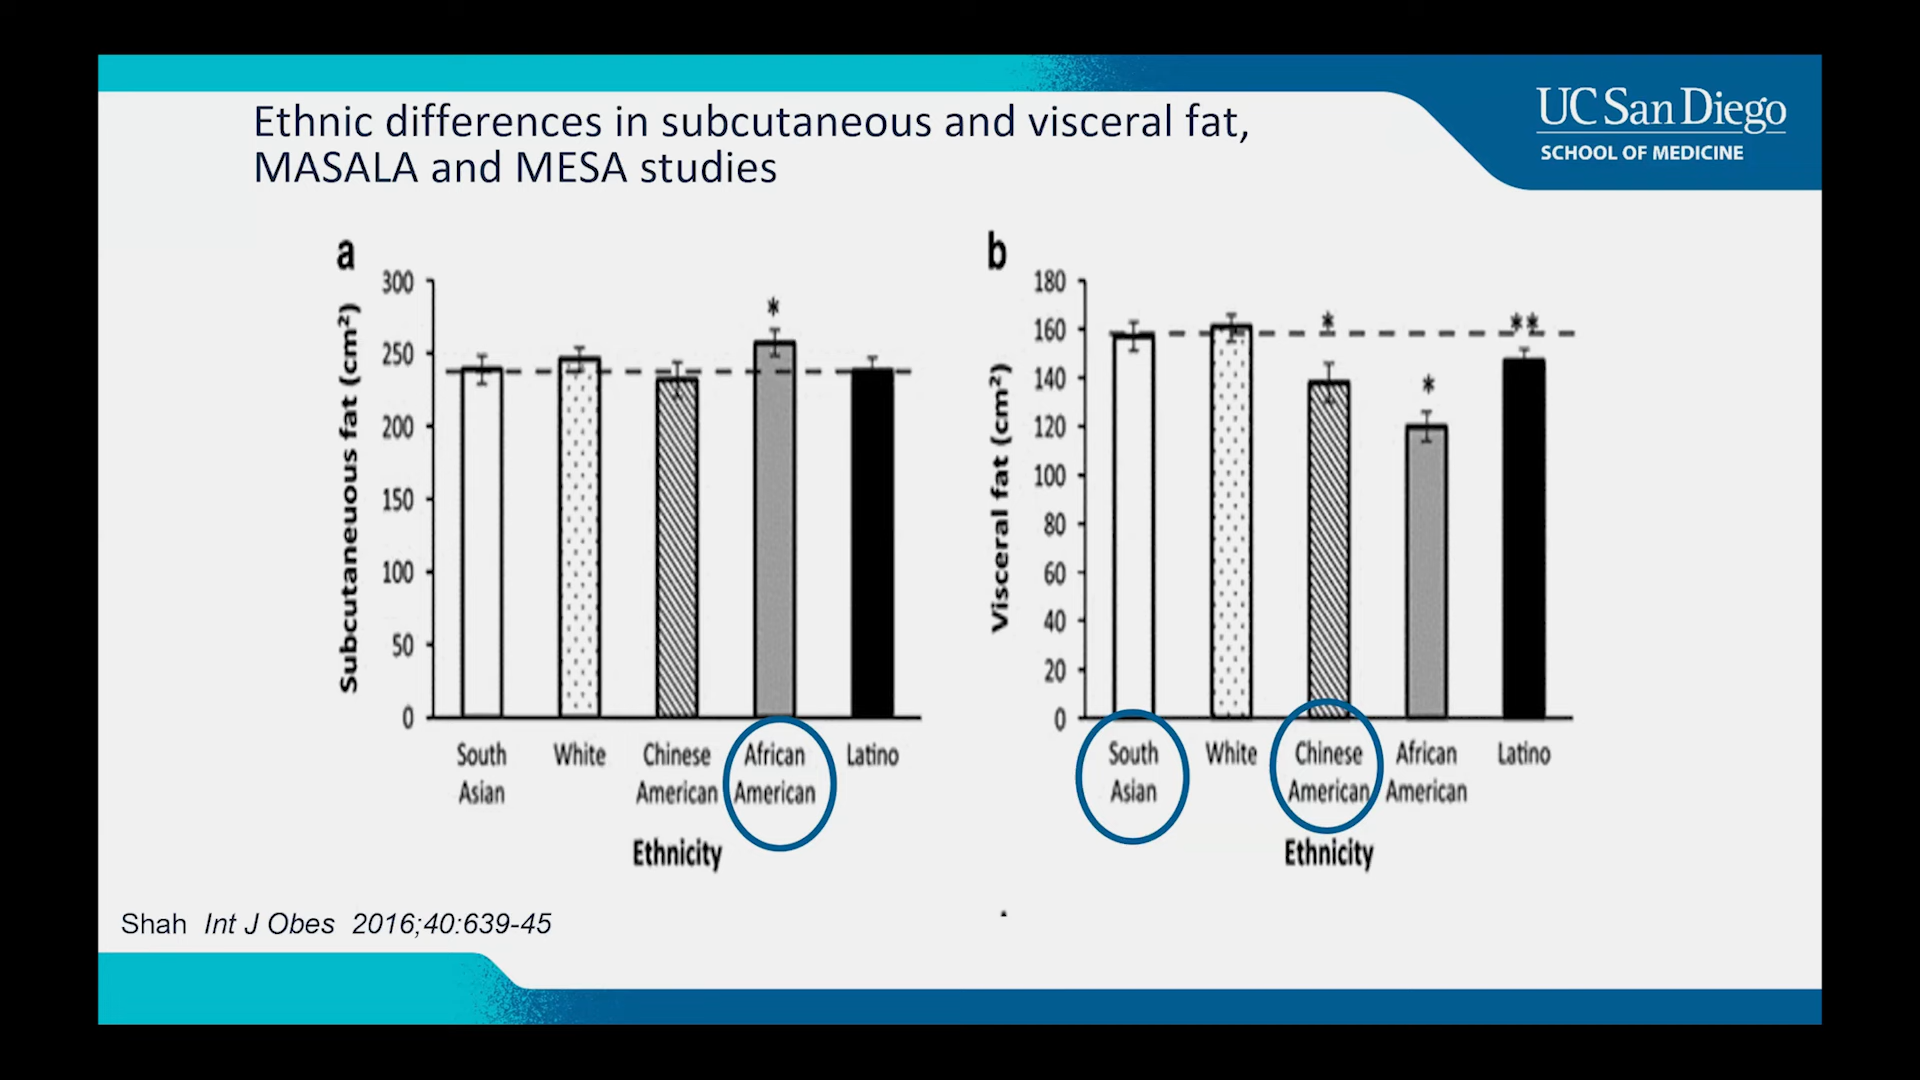 Ethnic differences in subcutaneous and visceral fat,
MASALA and MESA studies
UC San Diego
SCHOOL OF MEDICINE
a
300
250
200
150
100
50
0
Subcutaneuous fat (cm²)
*
South
Asian
White
Chinese
American
African
American
Latino
Ethnicity
b
180
160
140
120
100
80
60
40
20
0
Visceral fat (cm²)
*
*
**
South
Asian
White
Chinese
American
African
American
Latino
Ethnicity
Shah Int J Obes 2016;40:639-45